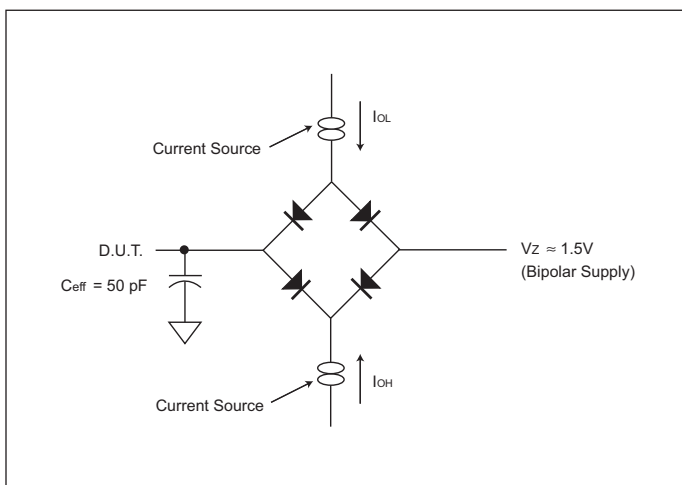 IOL
Current Source
D.U.T.
Ceff = 50 pF
VZ ≈ 1.5V
(Bipolar Supply)
IOH
Current Source